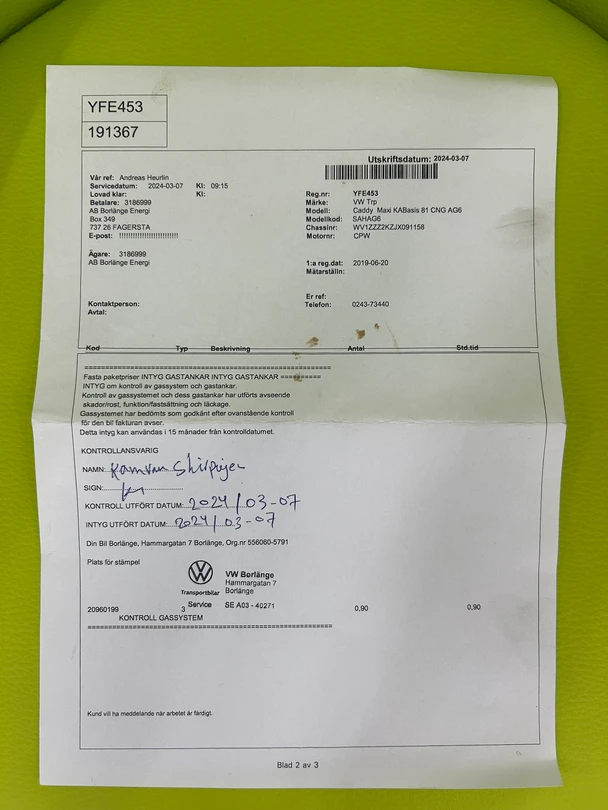 YFE453
191367
Utskriftsdatum: 2024-03-07
Vår ref: Andreas Heurlin
Servicedatum: 2024-03-07 Kl: 09:15
Lovad klar: Kl:
Betalare: 3186999
AB Borlänge Energi
Box 349
737 26 FAGERSTA
E-post: !!!!!!!!!!!!!!!!!!!!!!!!!!!!
Reg.nr: YFE453
Märke: VW Trp
Modell: Caddy Maxi KABasis 81 CNG AG6
Modellkod: SAHAG6
Chassinr: WV1ZZZ2KZJX091158
Motornr: CPW
Ägare: 3186999
AB Borlänge Energi
1:a reg.dat: 2019-06-20
Mätarställn:
Er ref:
Telefon: 0243-73440
Kontaktperson:
Avtal:
Kod Typ Beskrivning Antal Std.tid
================================================
Fasta paketpriser INTYG GASTANKAR INTYG GASTANKAR ==========
INTYG om kontroll av gassystem och gastankar.
Kontroll av gassystemet och dess gastankar har utförts avseende
skador/rost, funktion/fastsättning och läckage.
Gassystemet har bedömts som godkänt efter ovanstående kontroll
för den bil fakturan avser.
Detta intyg kan användas i 15 månader från kontrolldatumet.
KONTROLLANSVARIG
NAMN: Kamran
SIGN:
KONTROLL UTFÖRT DATUM: 2024/03-07
INTYG UTFÖRT DATUM: 2024/03-07
Din Bil Borlänge, Hammargatan 7 Borlänge, Org.nr 556060-5791
Plats för stämpel
VW Borlänge
Hammargatan 7
Transportbilar Borlänge
Service SE A03 - 40271
20960199 3 0,90 0,90
KONTROLL GASSYSTEM
================================================
Kund vill ha meddelande när arbetet är färdigt.
Blad 2 av 3